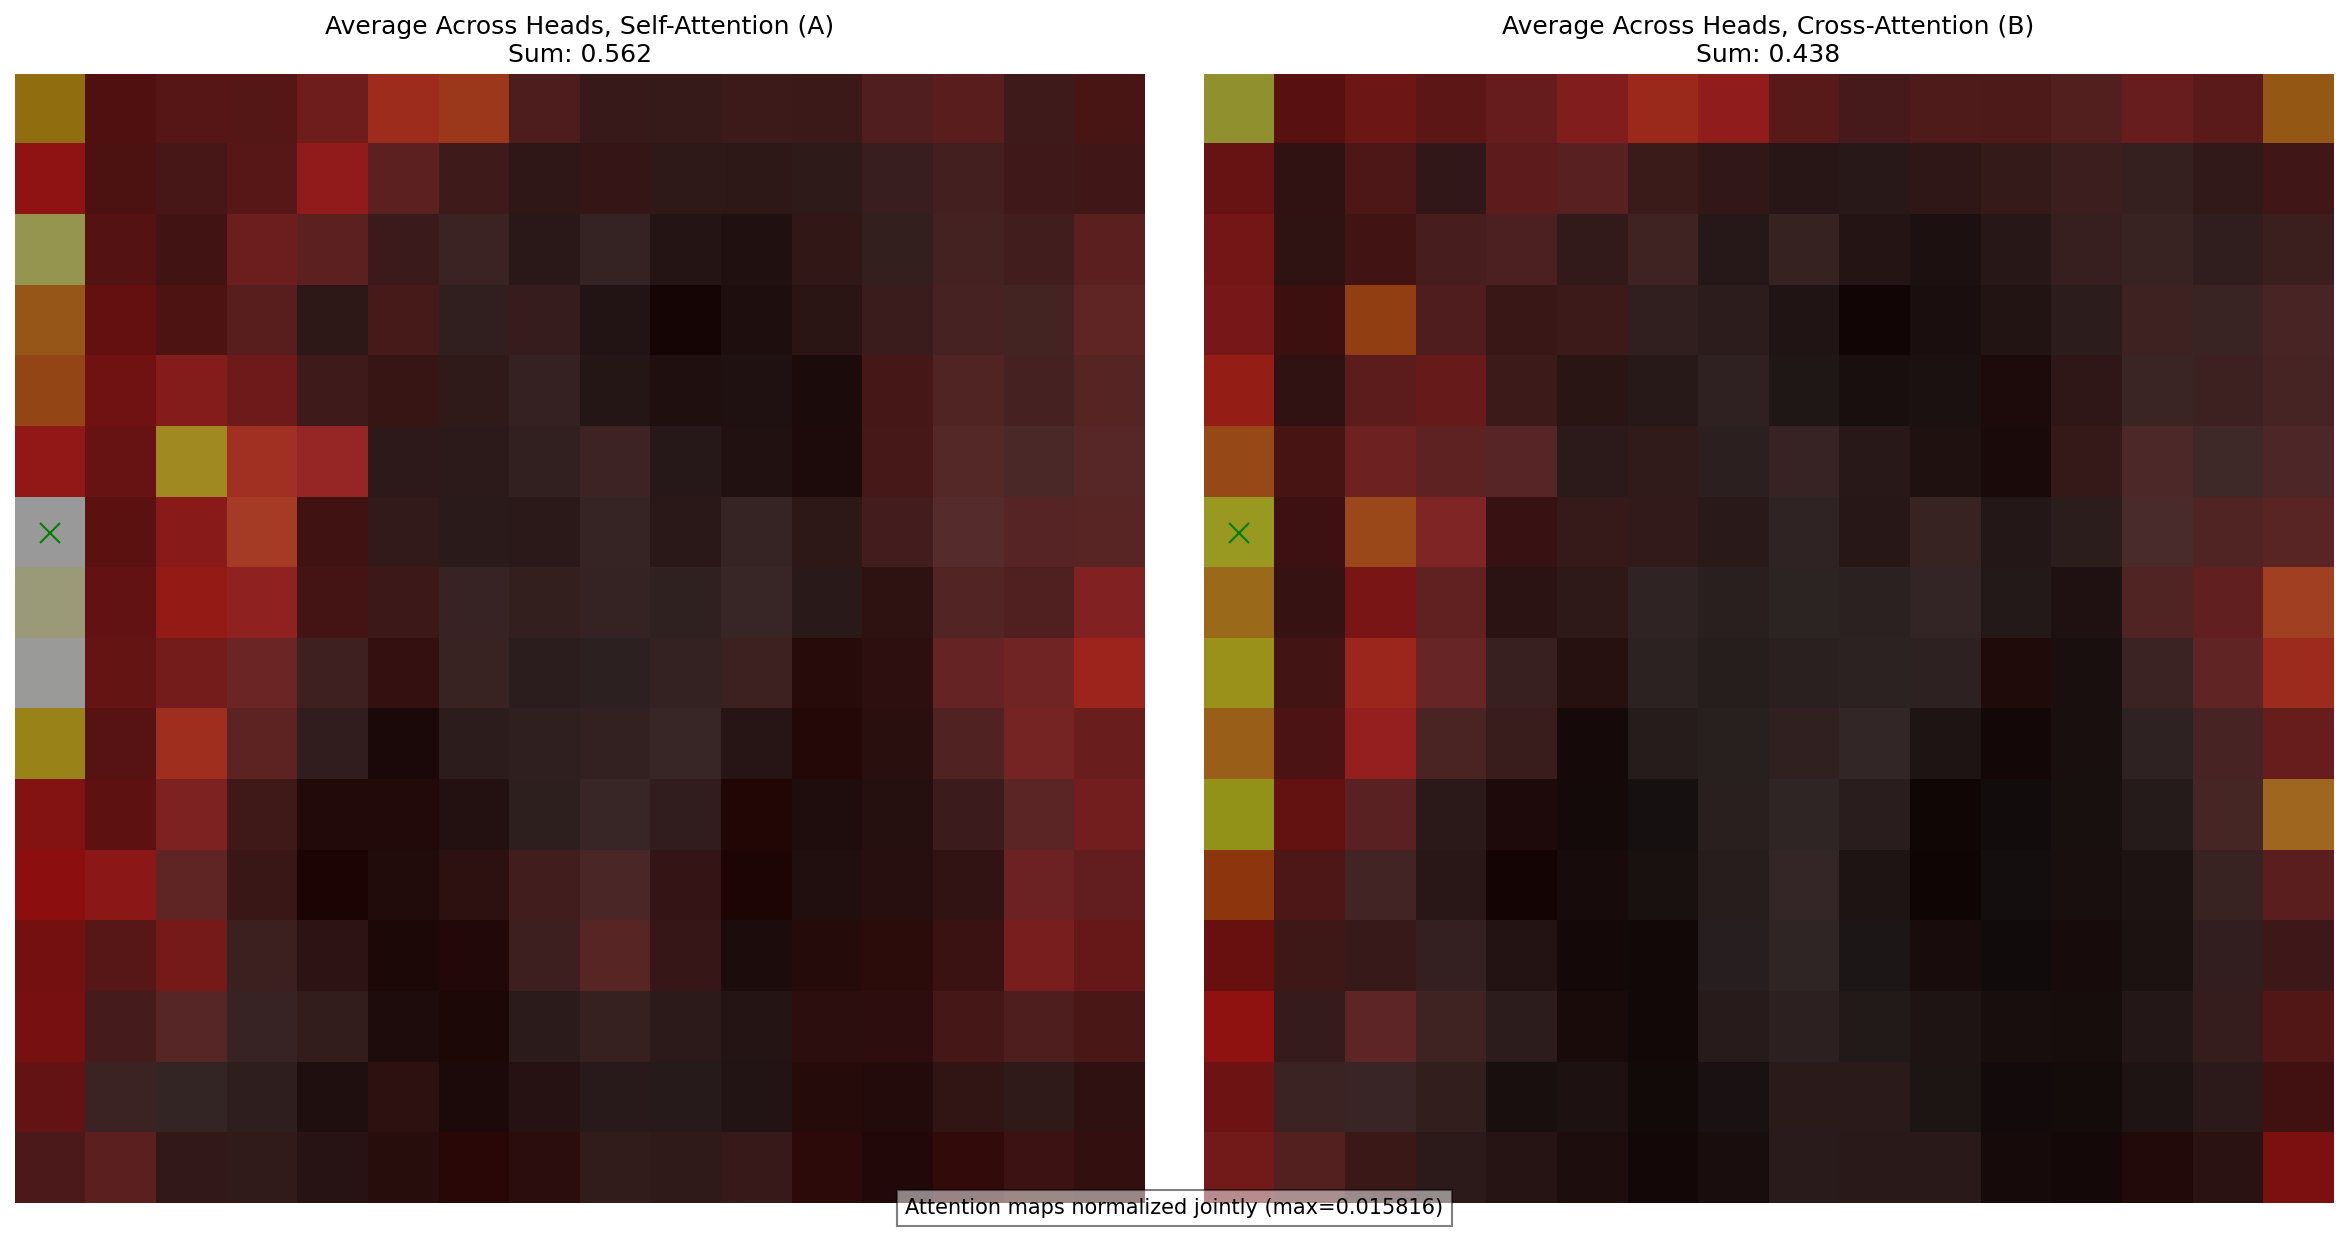 Average Across Heads, Self-Attention (A)
Sum: 0.562
Average Across Heads, Cross-Attention (B)
Sum: 0.438
Attention maps normalized jointly (max=0.015816)